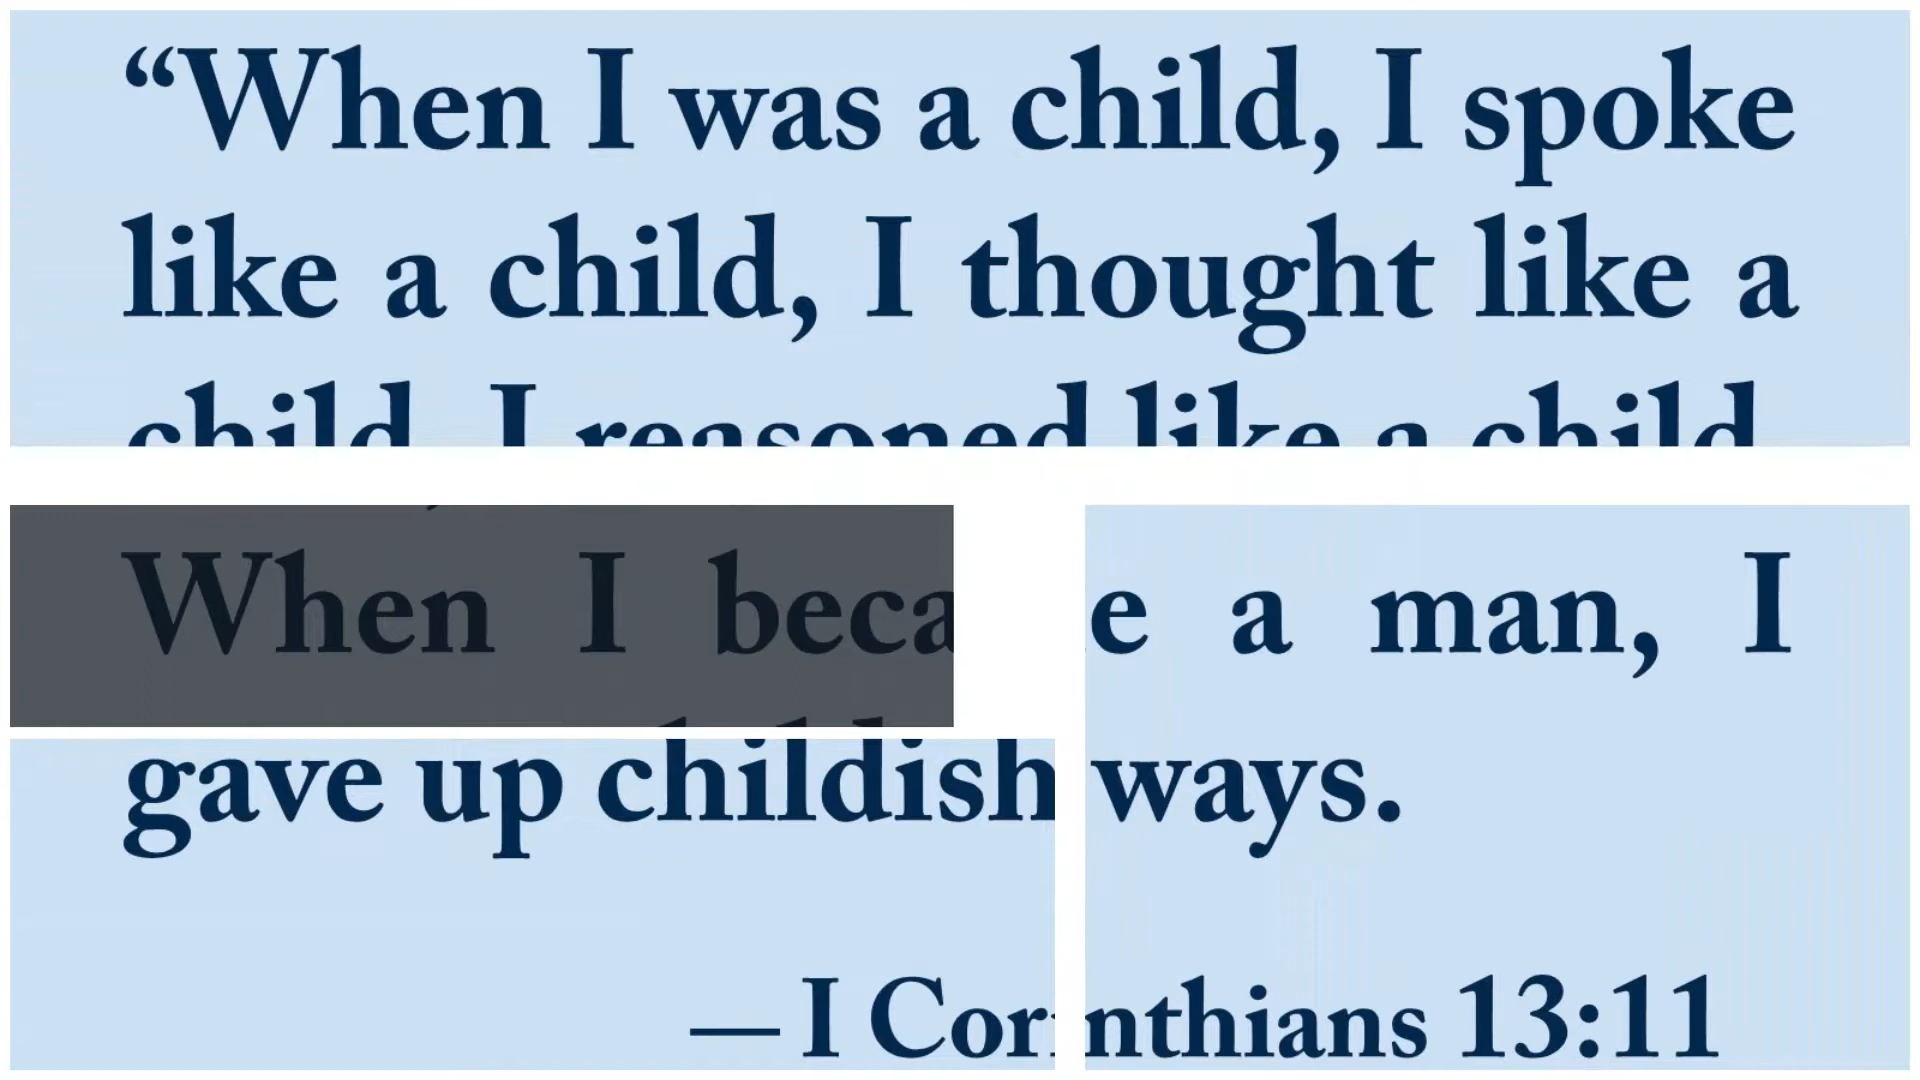 “When I was a child, I spoke
like a child, I thought like a
child, I reasoned like a child.
When I became a man, I
gave up childish ways.
— I Corinthians 13:11